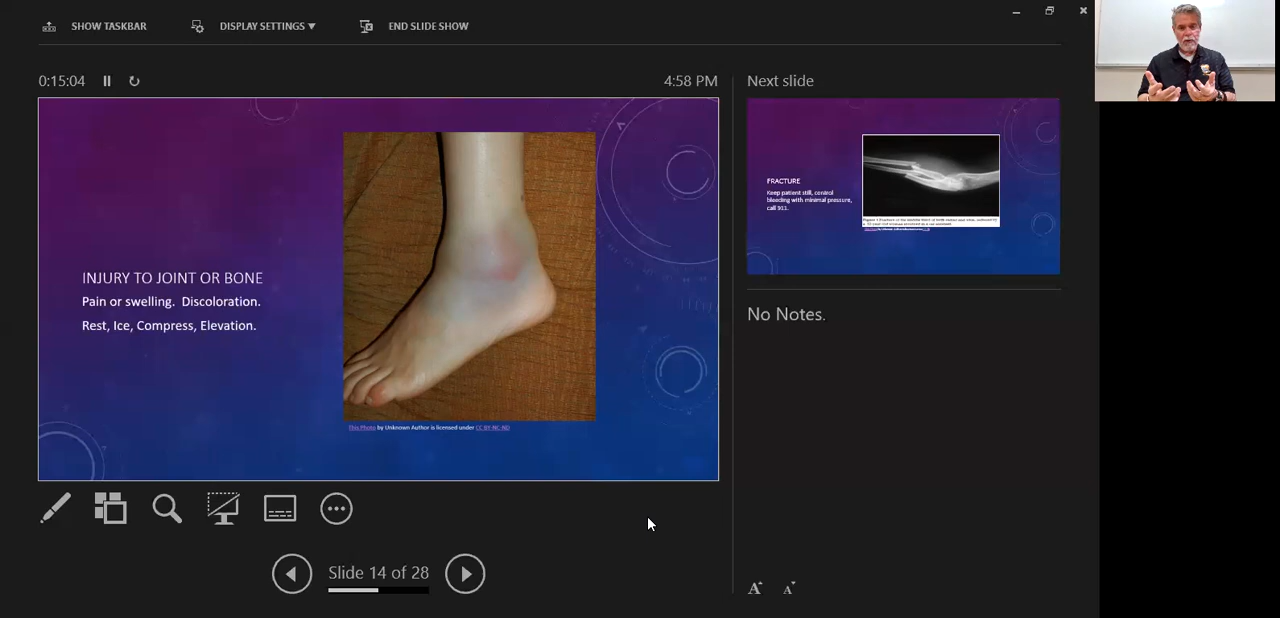 SHOW TASKBAR
DISPLAY SETTINGS ▼
END SLIDE SHOW
0:15:04
4:58 PM
INJURY TO JOINT OR BONE
Pain or swelling. Discoloration.
Rest, Ice, Compress, Elevation.
This Photo by Unknown Author is licensed under CC BY-NC-ND
Slide 14 of 28
Next slide
FRACTURE
Keep patient still, control
bleeding with minimal pressure,
call 911.
No Notes.
A A